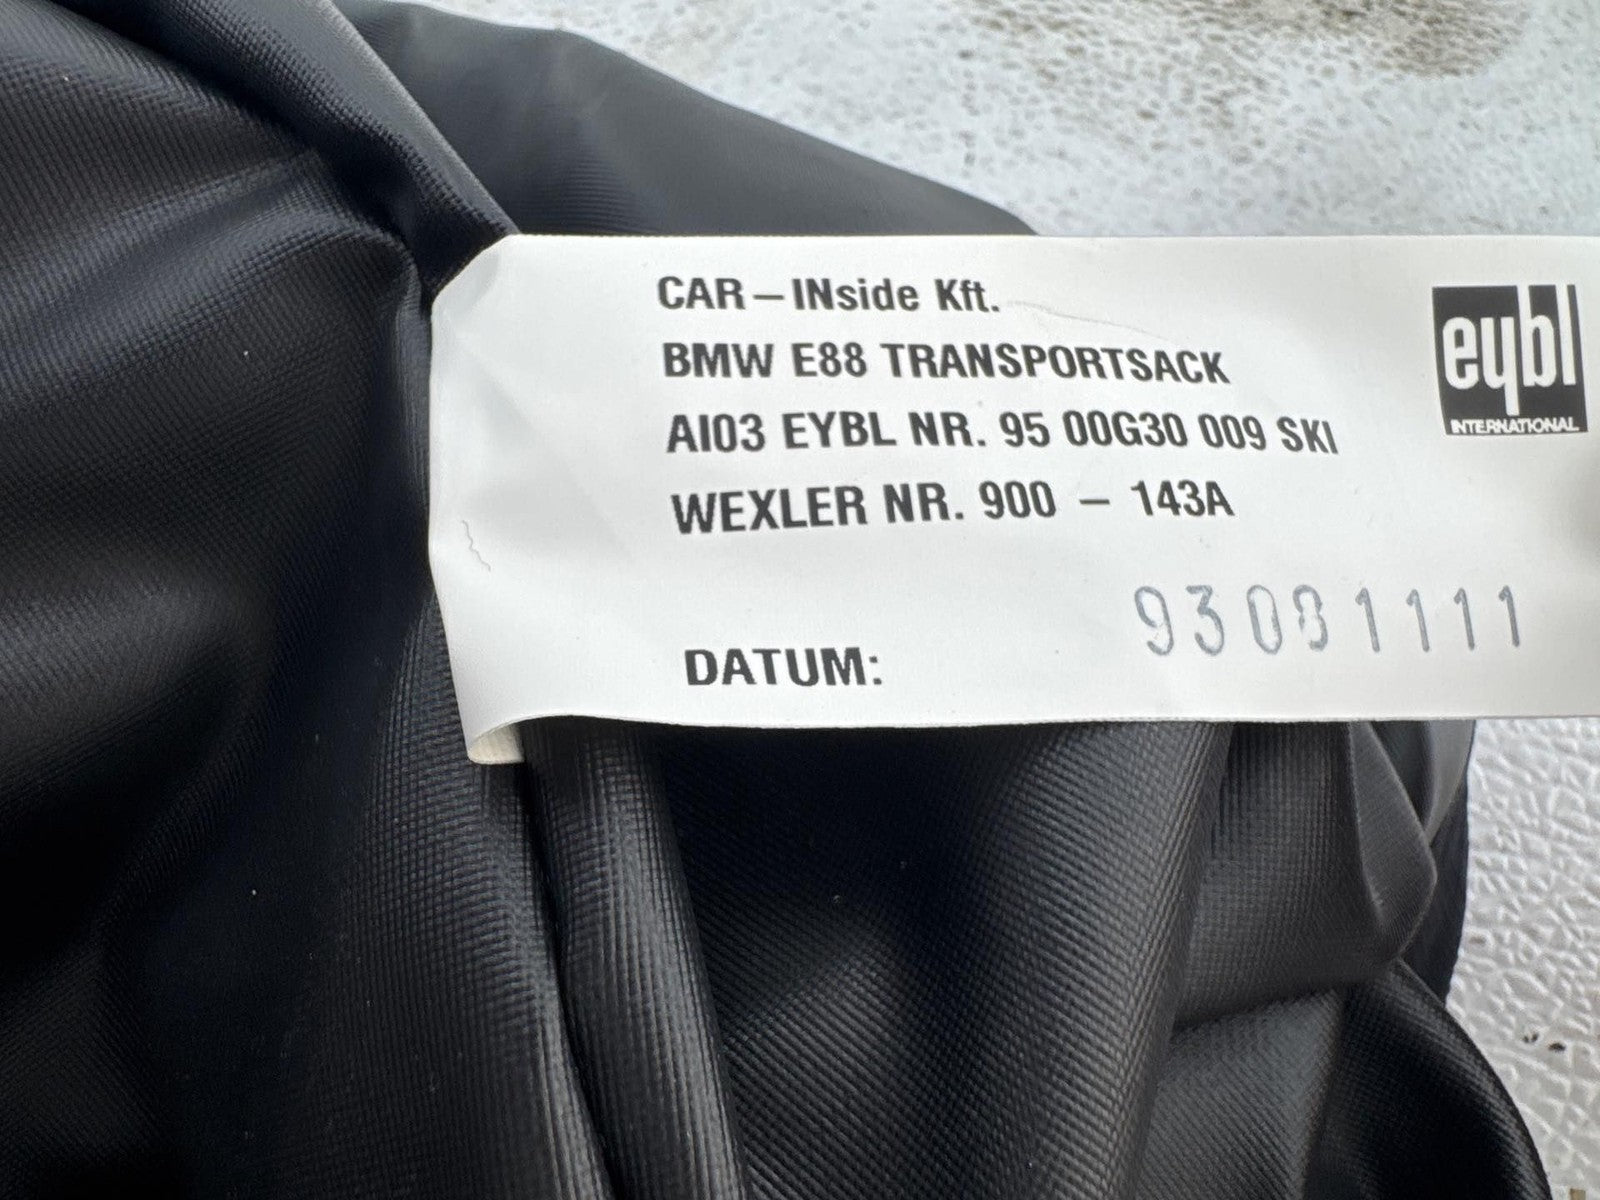 CAR – INside Kft.
BMW E88 TRANSPORTSACK
AI03 EYBL NR. 95 00G30 009 SKI
WEXLER NR. 900 – 143A
DATUM:
93081111
eybl
INTERNATIONAL